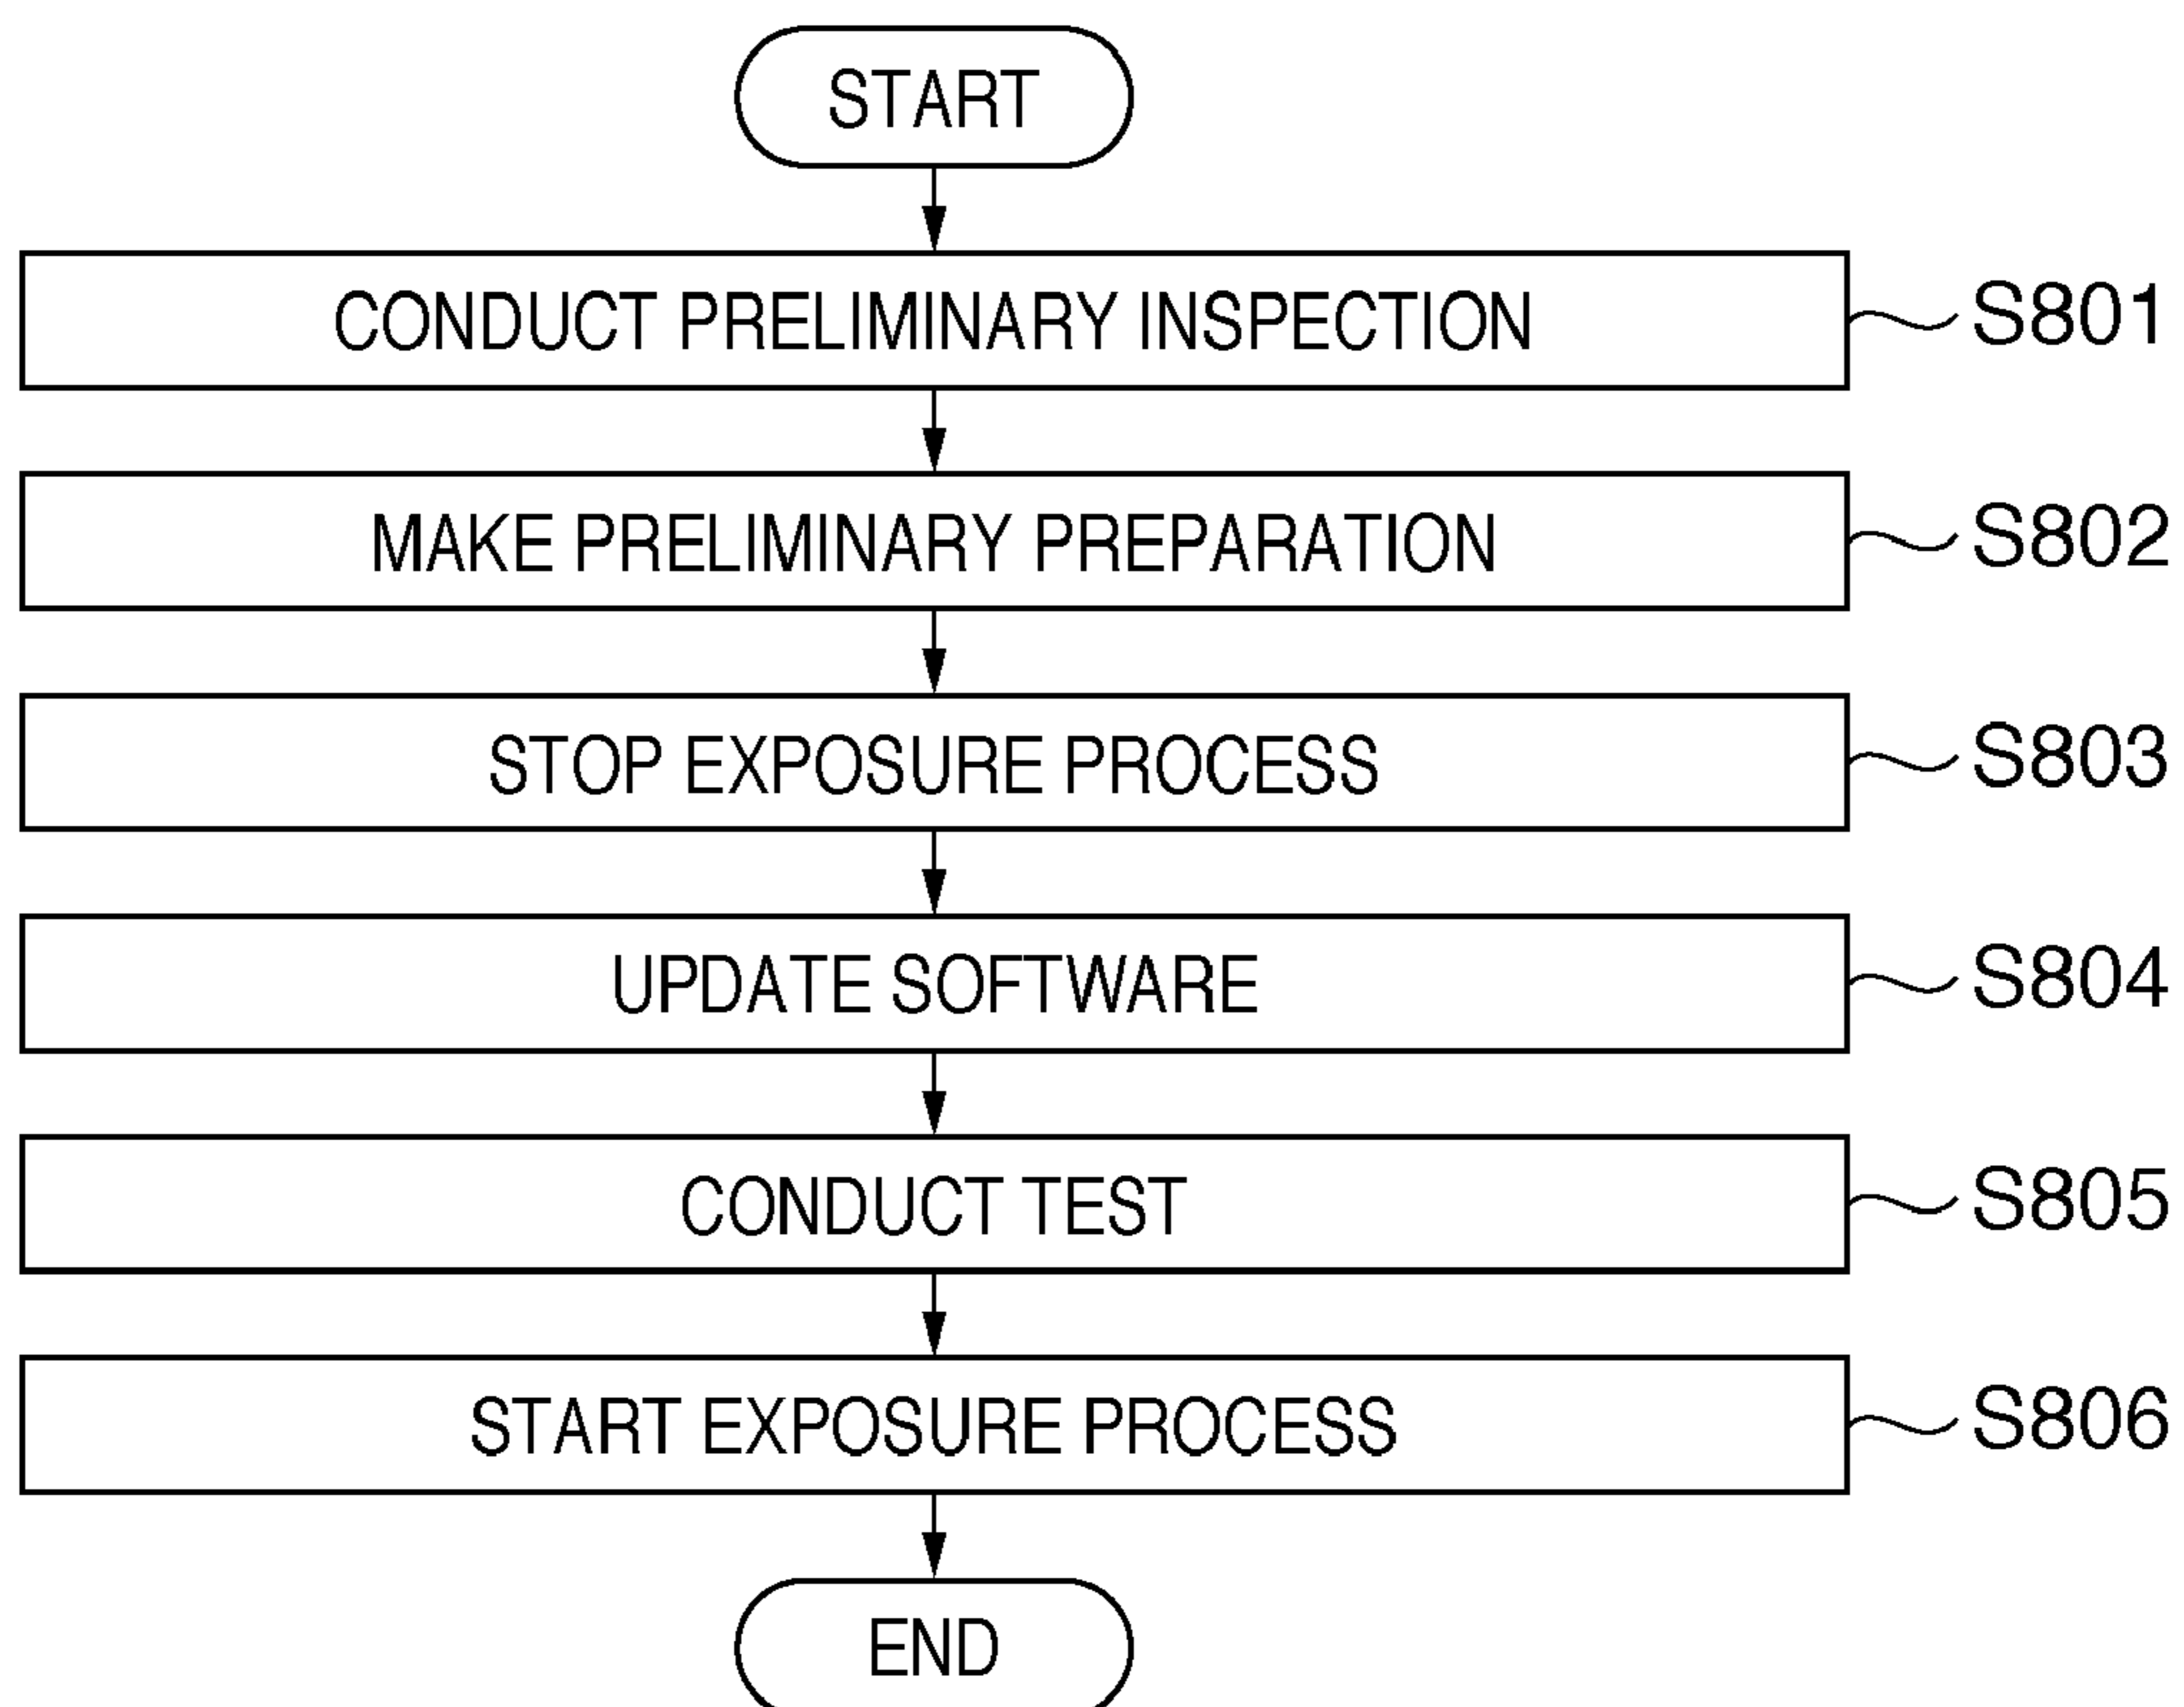 START
CONDUCT PRELIMINARY INSPECTION S801
MAKE PRELIMINARY PREPARATION S802
STOP EXPOSURE PROCESS S803
UPDATE SOFTWARE S804
CONDUCT TEST S805
START EXPOSURE PROCESS S806
END